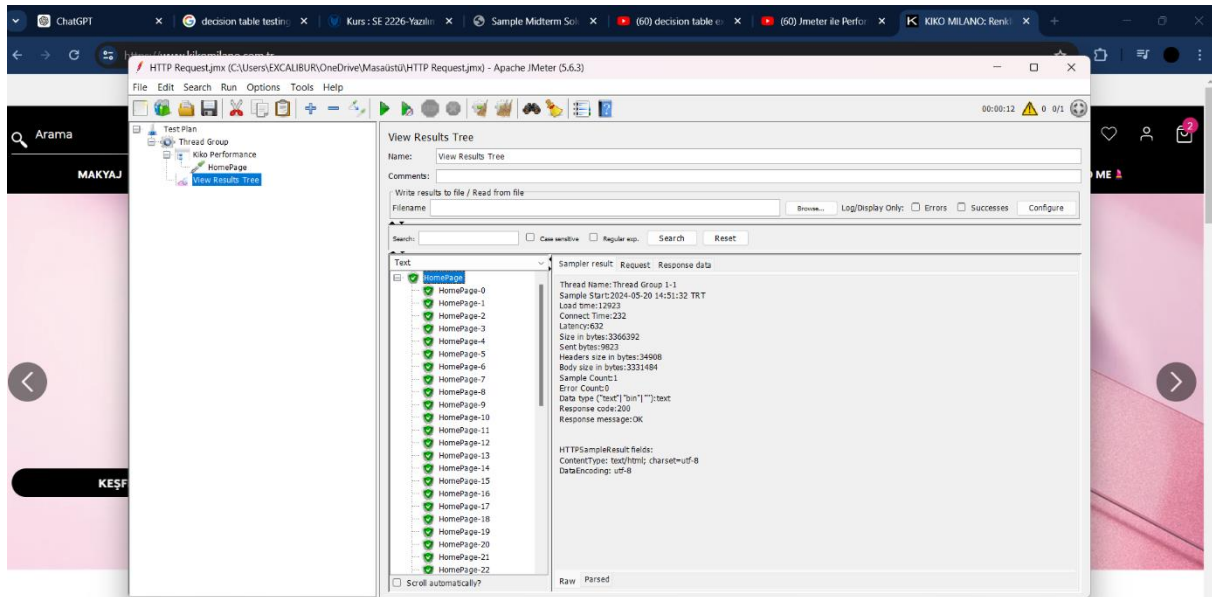 ChatGPT
decision table testing
Kurs : SE 2226-Yazılım
Sample Midterm Sol
(60) decision table e
(60) Jmeter ile Perfor
KIKO MILANO: Renkl
HTTP Request.jmx (C:\Users\EXCALIBUR\OneDrive\Masaüstü\HTTP Request.jmx) - Apache JMeter (5.6.3)
File Edit Search Run Options Tools Help
00:00:12 0 0/1
Arama
2
MAKYAJ
ME
KEŞF
Test Plan
Thread Group
Kiko Performance
HomePage
View Results Tree
View Results Tree
Name: View Results Tree
Comments:
Write results to file / Read from file
Filename Browse... Log/Display Only: Errors Successes Configure
Search: Case sensitive Regular exp. Search Reset
Text
HomePage
HomePage-0
HomePage-1
HomePage-2
HomePage-3
HomePage-4
HomePage-5
HomePage-6
HomePage-7
HomePage-8
HomePage-9
HomePage-10
HomePage-11
HomePage-12
HomePage-13
HomePage-14
HomePage-15
HomePage-16
HomePage-17
HomePage-18
HomePage-19
HomePage-20
HomePage-21
HomePage-22
Scroll automatically?
Sampler result Request Response data
Thread Name:Thread Group 1-1
Sample Start:2024-05-20 14:51:32 TRT
Load time:12923
Connect Time:232
Latency:632
Size in bytes:3366392
Sent bytes:9823
Headers size in bytes:34908
Body size in bytes:3331484
Sample Count:1
Error Count:0
Data type ("text"|"bin"|""):text
Response code:200
Response message:OK
HTTPSampleResult fields:
ContentType: text/html; charset=utf-8
DataEncoding: utf-8
Raw Parsed